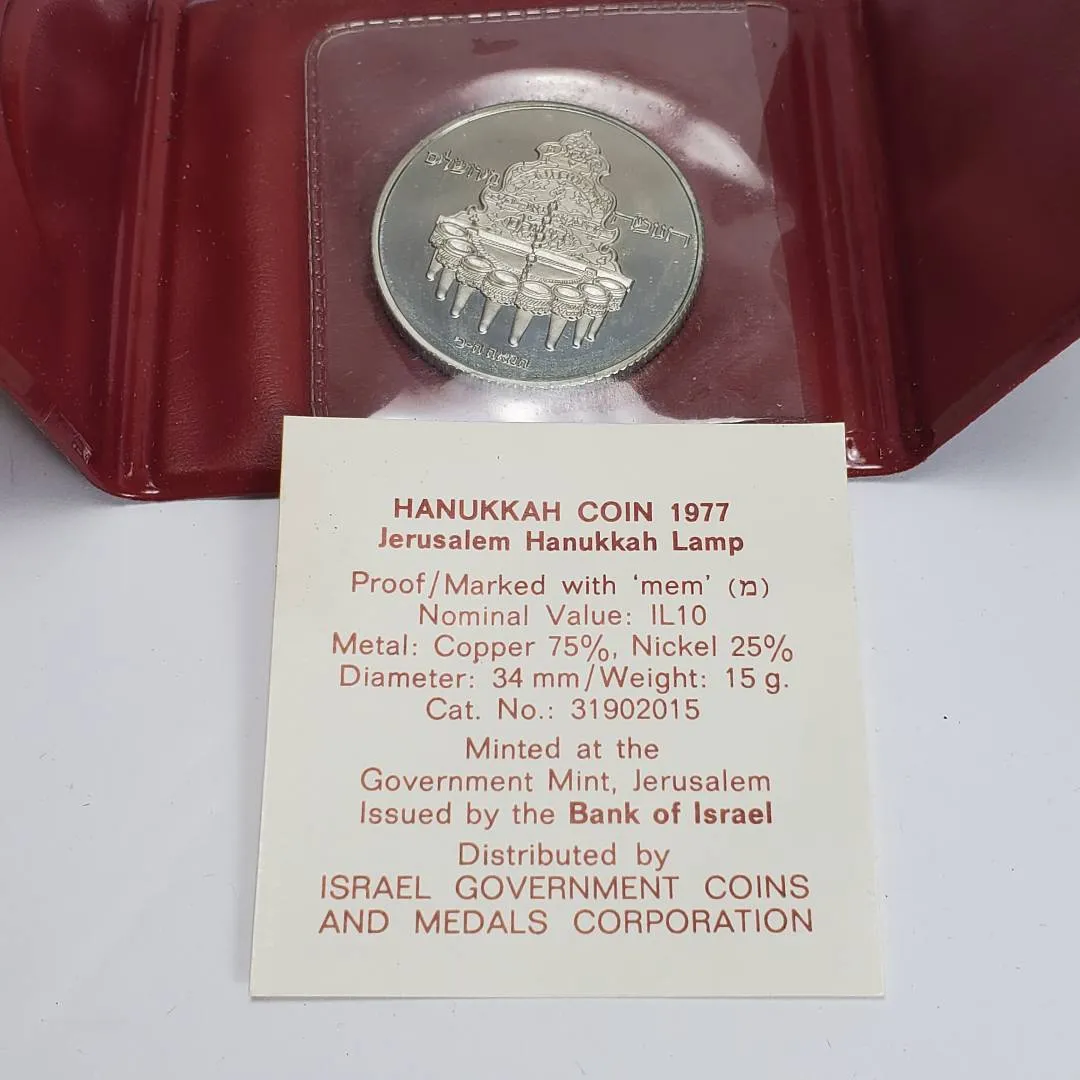 מירושלים
המאה ה-כ
HANUKKAH COIN 1977
Jerusalem Hanukkah Lamp
Proof/Marked with ‘mem’ (מ)
Nominal Value: IL10
Metal: Copper 75%, Nickel 25%
Diameter: 34 mm/Weight: 15 g.
Cat. No.: 31902015
Minted at the
Government Mint, Jerusalem
Issued by the Bank of Israel
Distributed by
ISRAEL GOVERNMENT COINS
AND MEDALS CORPORATION